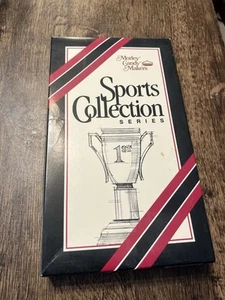 Morley
Candy
Makers
Sports
Collection
SERIES
1st